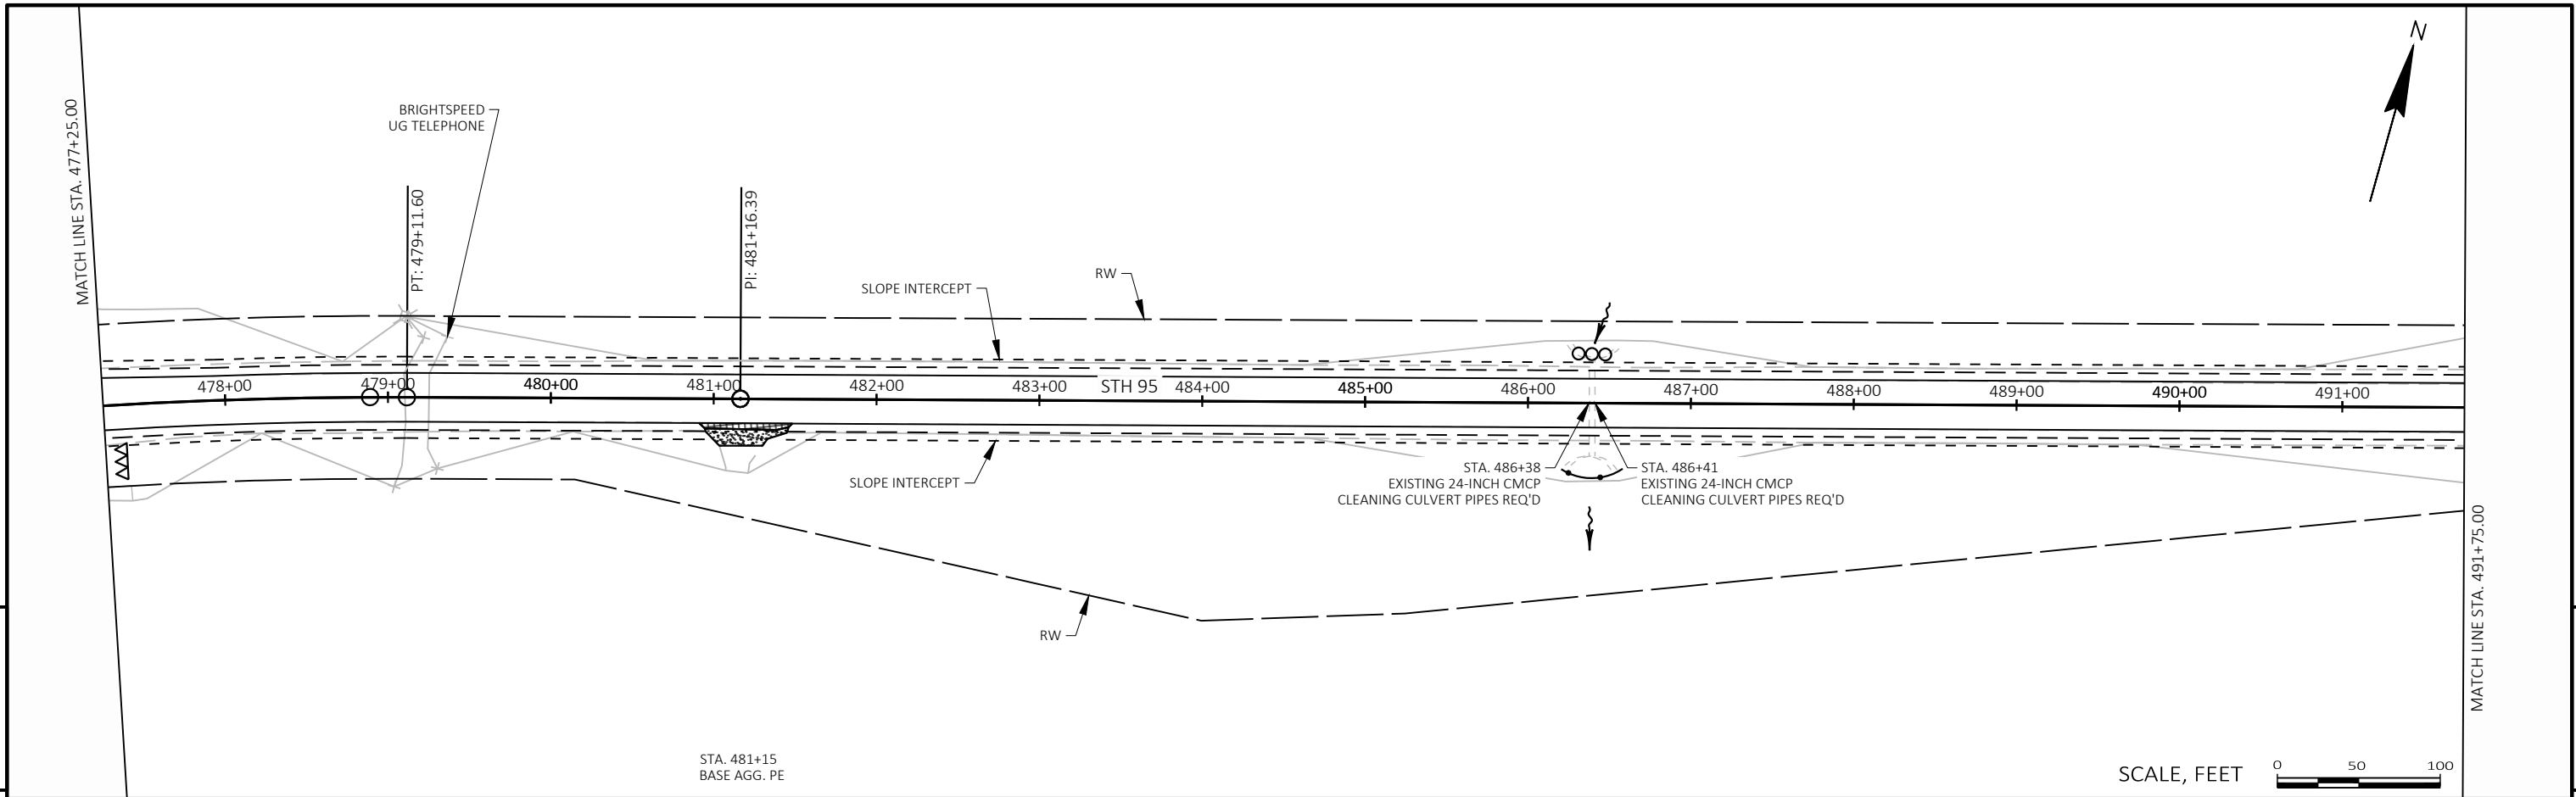 N
MATCH LINE STA. 477+25.00
BRIGHTSPEED
UG TELEPHONE
PT: 479+11.60
PI: 481+16.39
RW
SLOPE INTERCEPT
478+00
479+00
480+00
481+00
482+00
483+00
STH 95
484+00
485+00
486+00
487+00
488+00
489+00
490+00
491+00
SLOPE INTERCEPT
STA. 486+38
EXISTING 24-INCH CMCP
CLEANING CULVERT PIPES REQ'D
STA. 486+41
EXISTING 24-INCH CMCP
CLEANING CULVERT PIPES REQ'D
RW
MATCH LINE STA. 491+75.00
STA. 481+15
BASE AGG. PE
SCALE, FEET
0
50
100